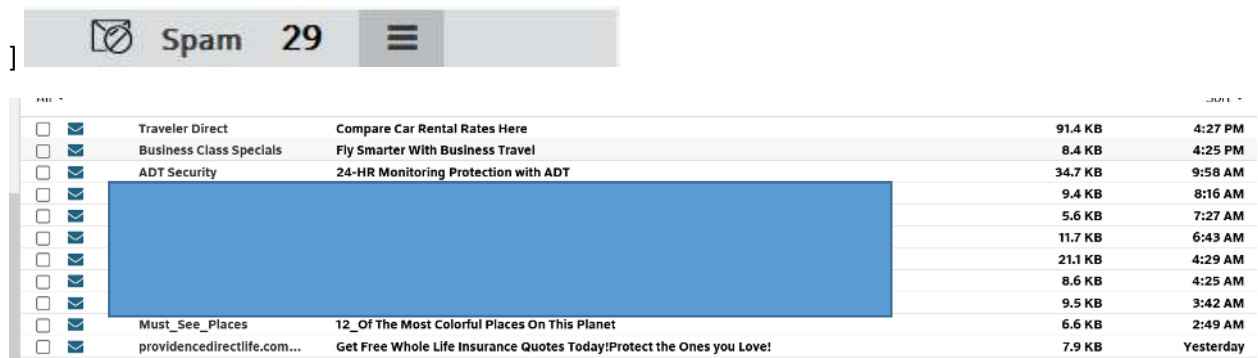 Spam 29
]
Traveler Direct Compare Car Rental Rates Here 91.4 KB 4:27 PM
Business Class Specials Fly Smarter With Business Travel 8.4 KB 4:25 PM
ADT Security 24-HR Monitoring Protection with ADT 34.7 KB 9:58 AM
9.4 KB 8:16 AM
5.6 KB 7:27 AM
11.7 KB 6:43 AM
21.1 KB 4:29 AM
8.6 KB 4:25 AM
9.5 KB 3:42 AM
Must_See_Places 12_Of The Most Colorful Places On This Planet 6.6 KB 2:49 AM
providencedirectlife.com... Get Free Whole Life Insurance Quotes Today!Protect the Ones you Love! 7.9 KB Yesterday